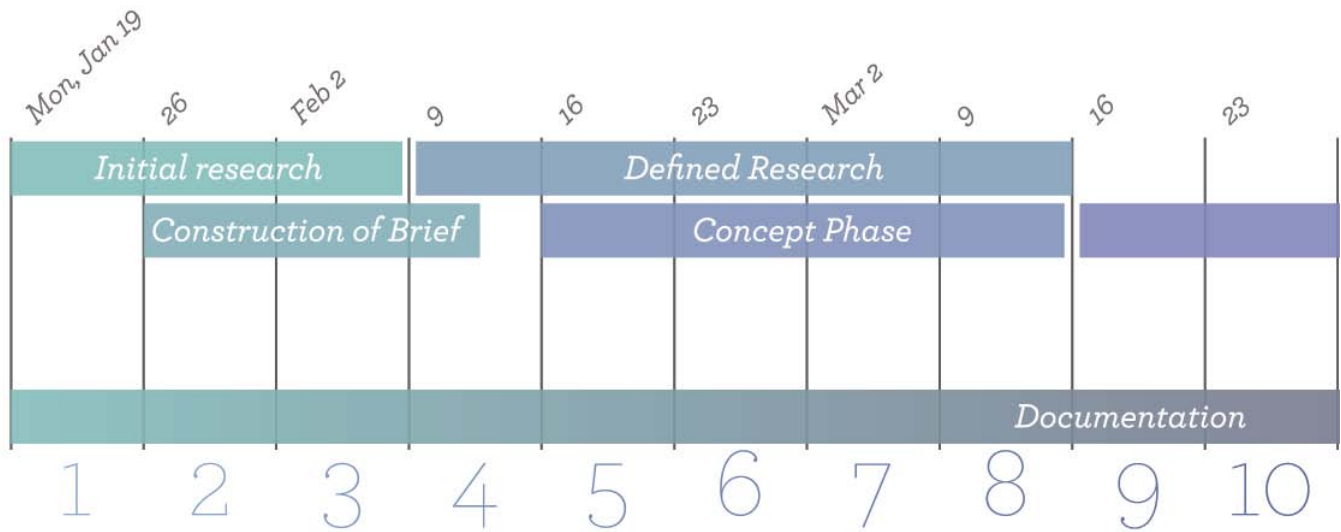 Mon, Jan 19
26
Feb 2
9
16
23
Mar 2
9
16
23
Initial research
Defined Research
Construction of Brief
Concept Phase
Documentation
1 2 3 4 5 6 7 8 9 10